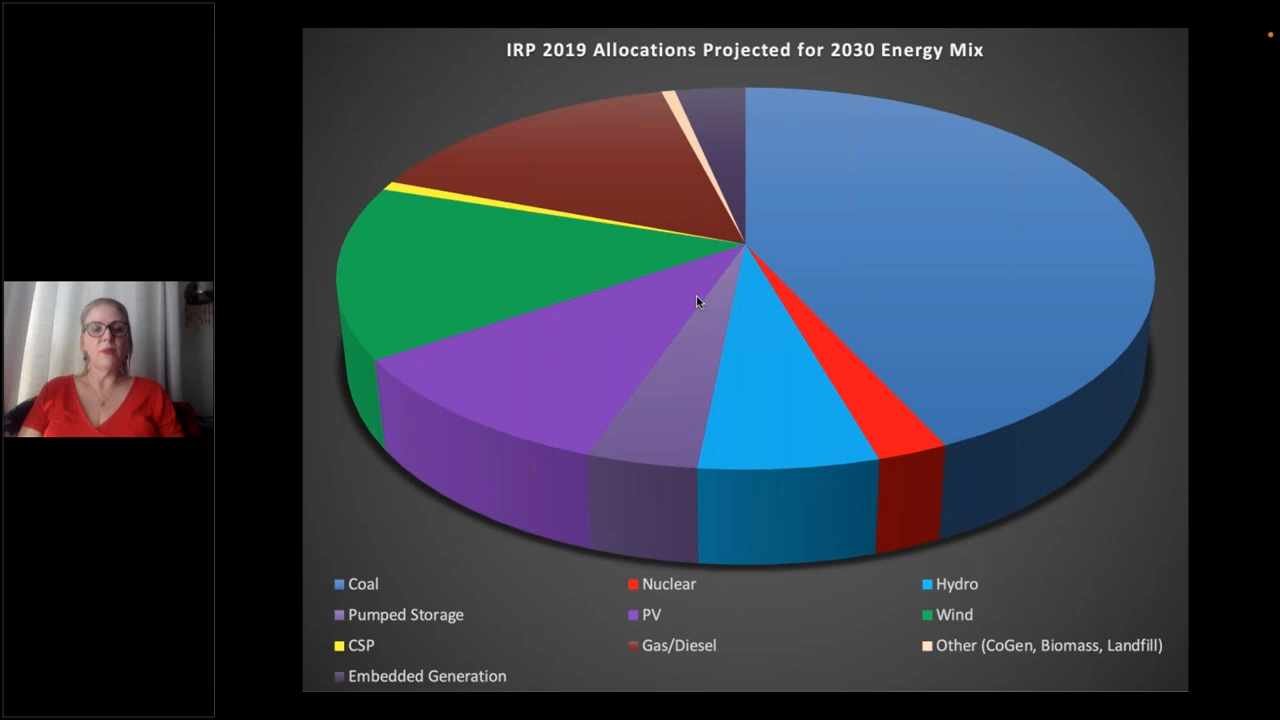 IRP 2019 Allocations Projected for 2030 Energy Mix
Coal
Nuclear
Hydro
Pumped Storage
PV
Wind
CSP
Gas/Diesel
Other (CoGen, Biomass, Landfill)
Embedded Generation